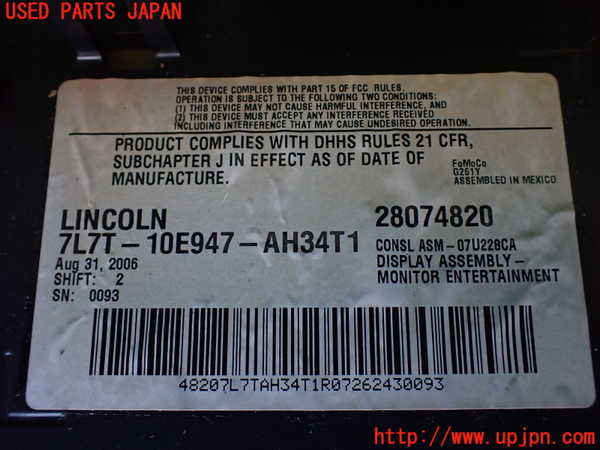 USED PARTS JAPAN
THIS DEVICE COMPLIES WITH PART 15 OF FCC RULES.
OPERATION IS SUBJECT TO THE FOLLOWING TWO CONDITIONS:
(1) THIS DEVICE MAY NOT CAUSE HARMFUL INTERFERENCE, AND
(2) THIS DEVICE MUST ACCEPT ANY INTERFERENCE RECEIVED
INCLUDING INTERFERENCE THAT MAY CAUSE UNDESIRED OPERATION.
PRODUCT COMPLIES WITH DHHS RULES 21 CFR,
SUBCHAPTER J IN EFFECT AS OF DATE OF
MANUFACTURE.
FoMoCo
G261Y
ASSEMBLED IN MEXICO
LINCOLN
7L7T-10E947-AH34T1
Aug 31, 2006
SHIFT: 2
SN: 0093
28074820
CONSL ASM-07U228CA
DISPLAY ASSEMBLY-
MONITOR ENTERTAINMENT
48207L7TAH34T1R07262430093
http://www.upjpn.com/